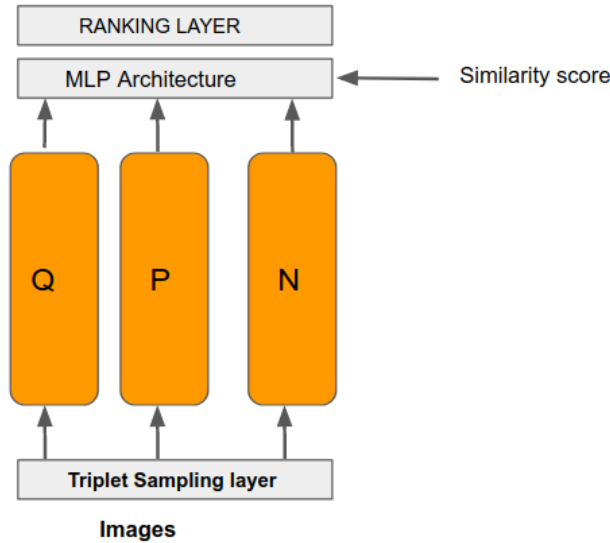 RANKING LAYER
MLP Architecture
Similarity score
Q P N
Triplet Sampling layer
Images